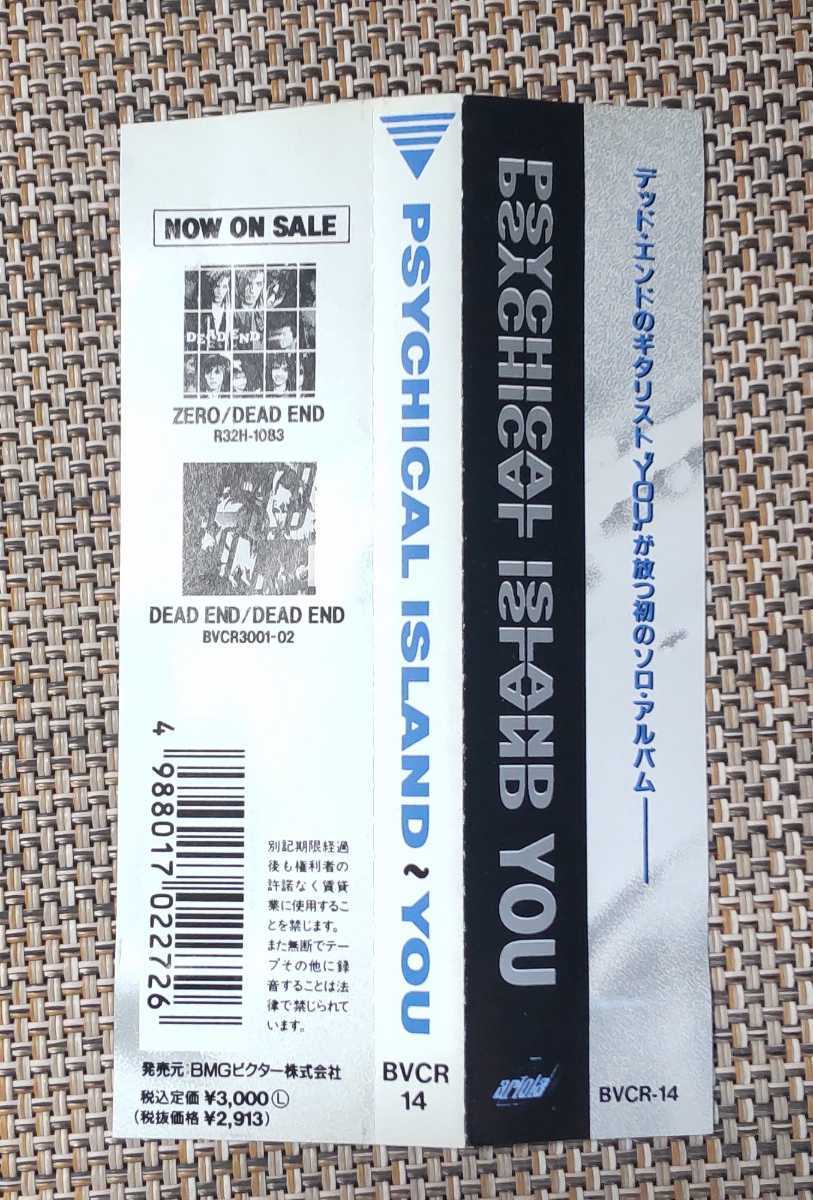 NOW ON SALE
DEAD END
ZERO/DEAD END
R32H-1083
DEAD END/DEAD END
BVCR3001-02
4 988017 022726
別記期限経過
後も権利者の
許諾なく賃貸
業に使用するこ
とを禁じます。
また無断でテー
プその他に録
音することは法
律で禁じられて
います。
発売元:BMGビクター株式会社
税込定価 ¥3,000Ⓛ
(税抜価格 ¥2,913)
PSYCHICAL ISLAND~YOU
BVCR
14
PSYCHICAL ISLAND YOU
ariola
デッド・エンドのギタリスト"YOU"が放つ初のソロ・アルバム――
BVCR-14